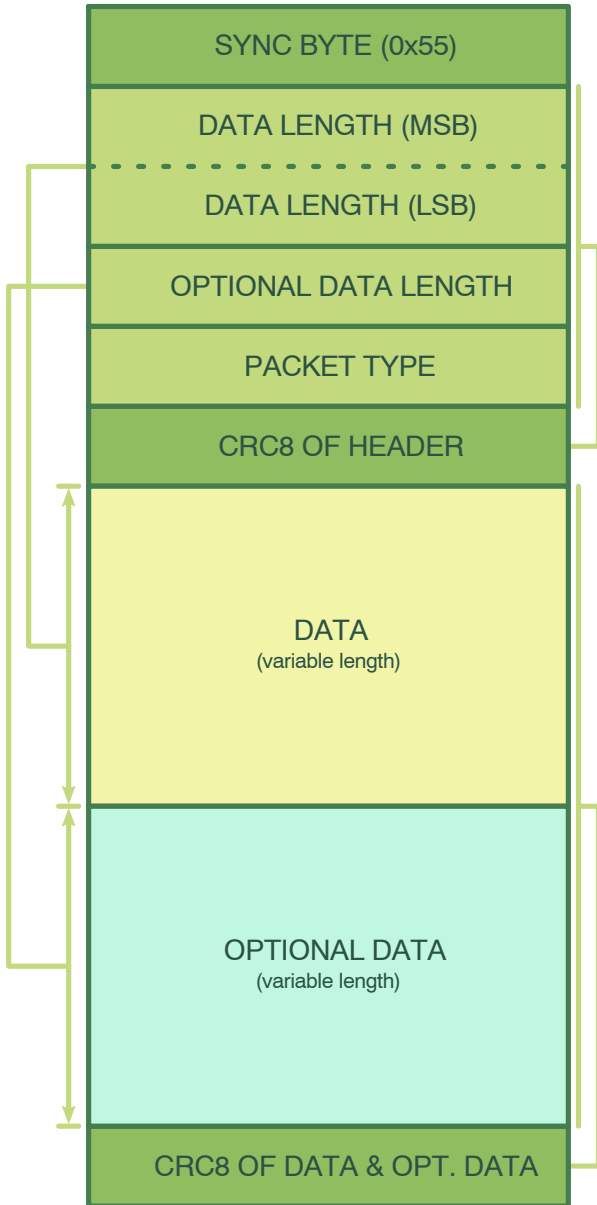 SYNC BYTE (0x55)
DATA LENGTH (MSB)
DATA LENGTH (LSB)
OPTIONAL DATA LENGTH
PACKET TYPE
CRC8 OF HEADER
DATA
(variable length)
OPTIONAL DATA
(variable length)
CRC8 OF DATA & OPT. DATA